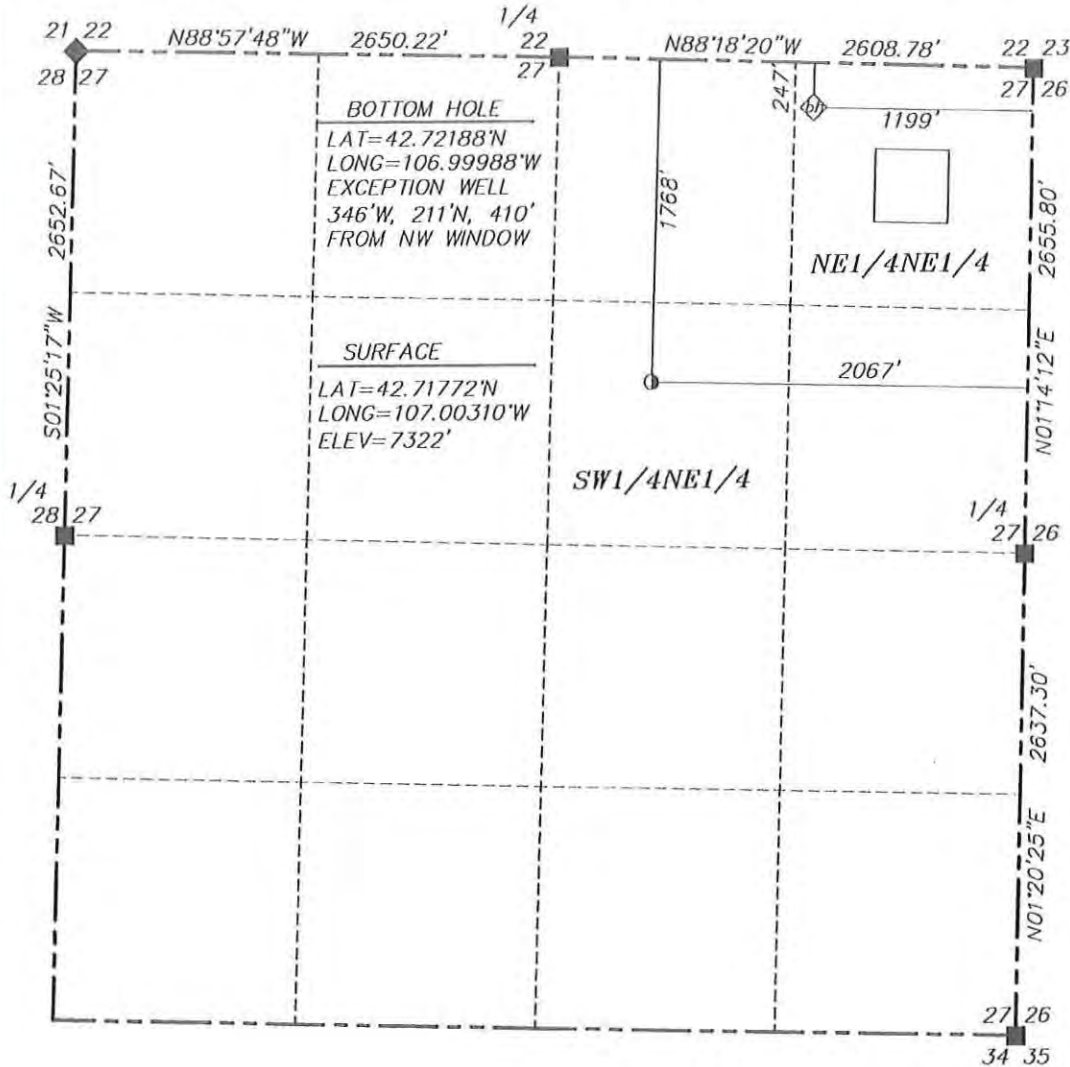 1/4
21 22
N88°57'48"W 2650.22'
22
N88°18'20"W 2608.78'
22 23
28 27
27
27 26
BOTTOM HOLE
LAT=42.72188°N
LONG=106.99988°W
EXCEPTION WELL
346'W, 211'N, 410'
FROM NW WINDOW
247'
bh
1199'
1768'
2652.67'
2655.80'
NE1/4NE1/4
S01°25'17"W
SURFACE
LAT=42.71772°N
LONG=107.00310°W
ELEV=7322'
2067'
N01°14'12"E
SW1/4NE1/4
1/4
28 27
1/4
27 26
2637.30'
N01°20'25"E
27 26
34 35